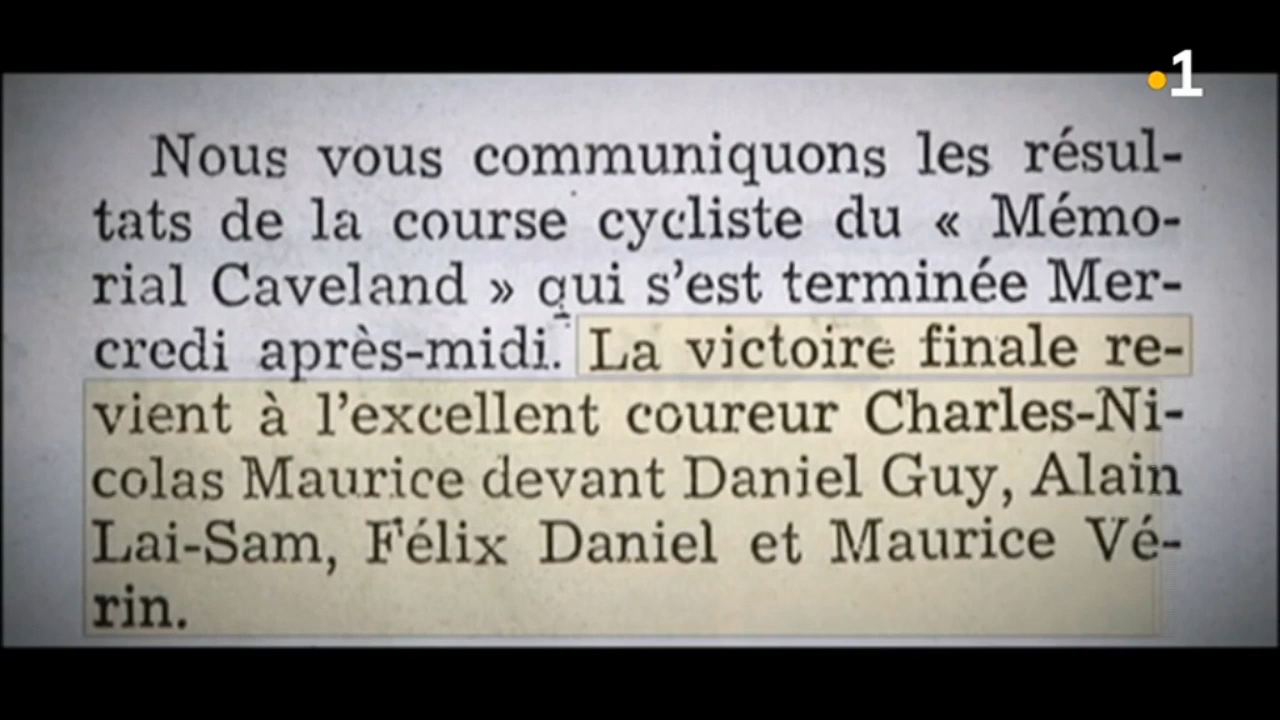 1
Nous vous communiquons les résul-
tats de la course cycliste du « Mémo-
rial Caveland » qui s'est terminée Mer-
credi après-midi. La victoire finale re-
vient à l'excellent coureur Charles-Ni-
colas Maurice devant Daniel Guy, Alain
Lai-Sam, Félix Daniel et Maurice Vé-
rin.